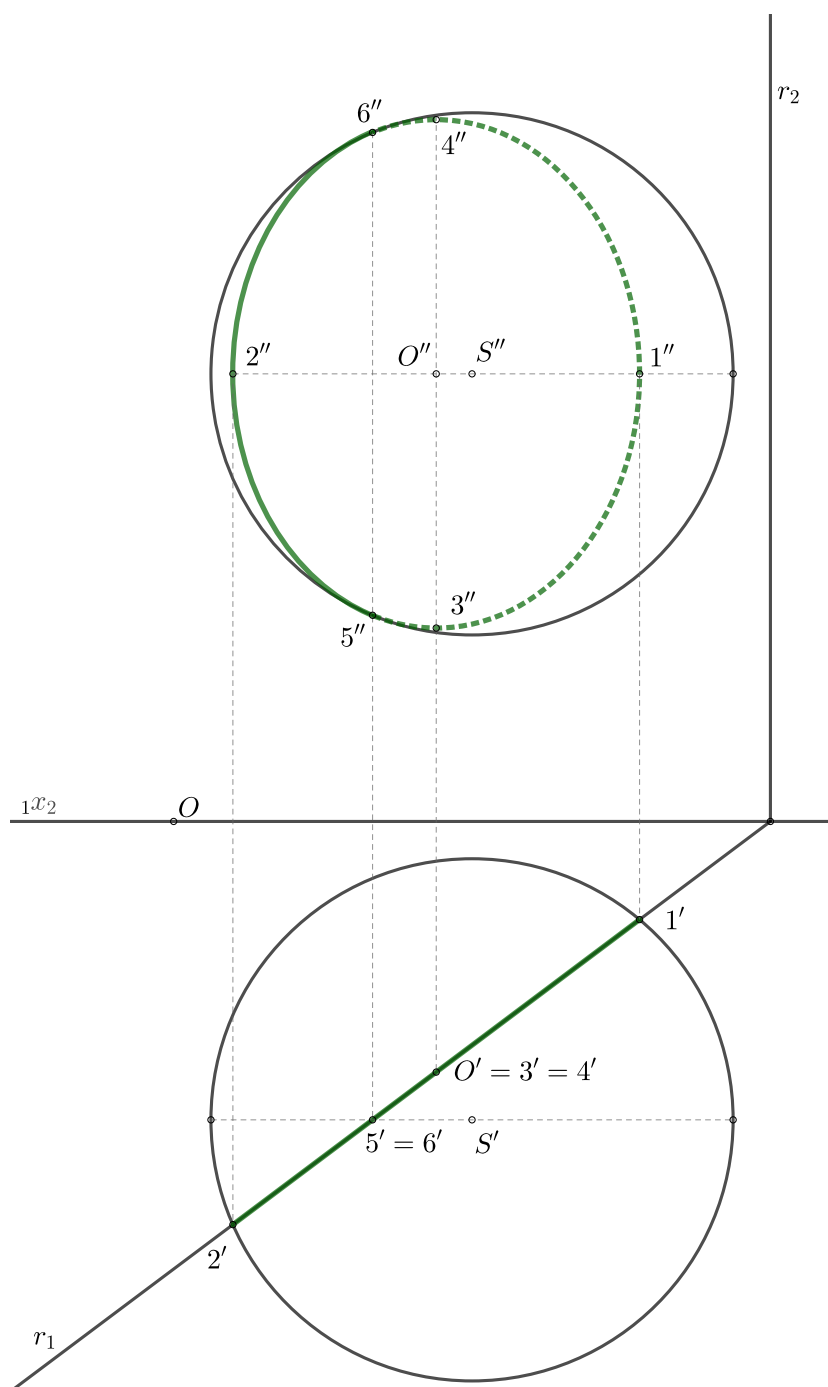 r₂
6″
4″
2″ O″ S″ 1″
3″
5″
₁x₂ O
1′
O′ = 3′ = 4′
5′ = 6′ S′
2′
r₁